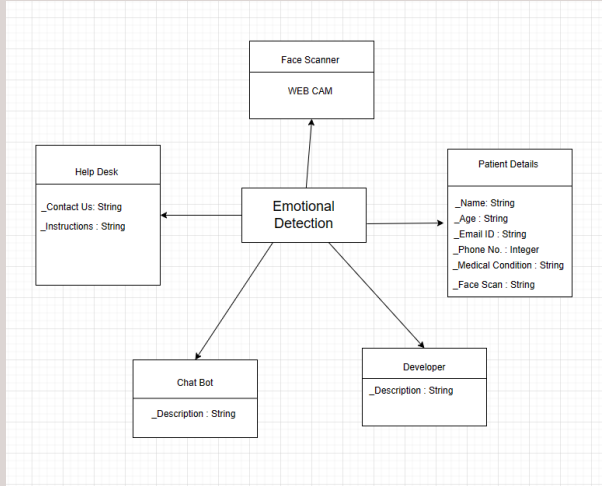 Face Scanner
WEB CAM
Help Desk
_Contact Us: String
_Instructions : String
Emotional
Detection
Patient Details
_Name: String
_Age : String
_Email ID : String
_Phone No. : Integer
_Medical Condition : String
_Face Scan : String
Chat Bot
_Description : String
Developer
_Description : String